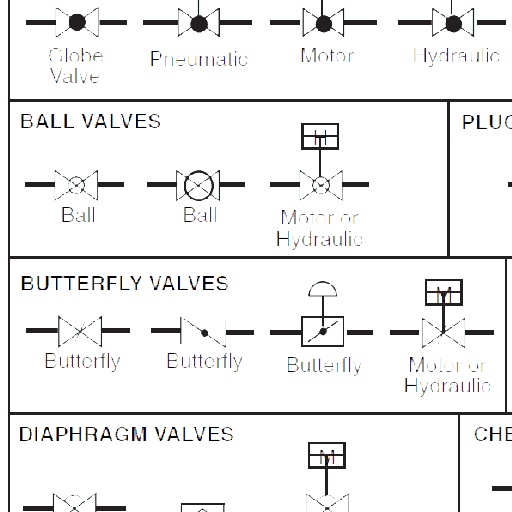 Globe Valve
Pneumatic
Motor
Hydraulic
BALL VALVES
PLUG
H
Ball
Ball
Motor or
Hydraulic
BUTTERFLY VALVES
M
Butterfly
Butterfly
Butterfly
Motor or
Hydraulic
DIAPHRAGM VALVES
CHE
M